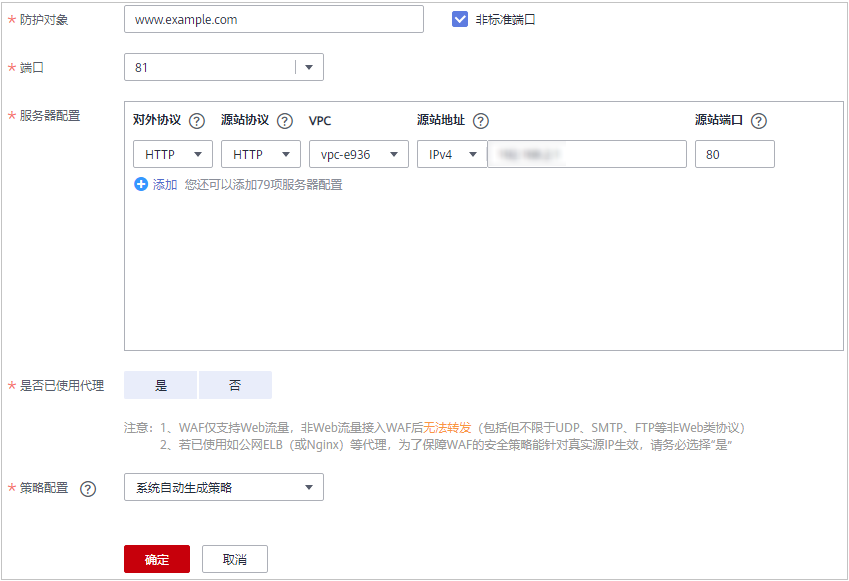 * 防护对象 www.example.com 非标准端口
* 端口 81
* 服务器配置 对外协议 ? 源站协议 ? VPC 源站地址 ? 源站端口 ?
HTTP HTTP vpc-e936 IPv4 80
添加 您还可以添加79项服务器配置
* 是否已使用代理 是 否
注意: 1、WAF仅支持Web流量，非Web流量接入WAF后无法转发（包括但不限于UDP、SMTP、FTP等非Web类协议）
2、若已使用如公网ELB（或Nginx）等代理，为了保障WAF的安全策略能针对真实源IP生效，请务必选择"是"
* 策略配置 ? 系统自动生成策略
确定 取消